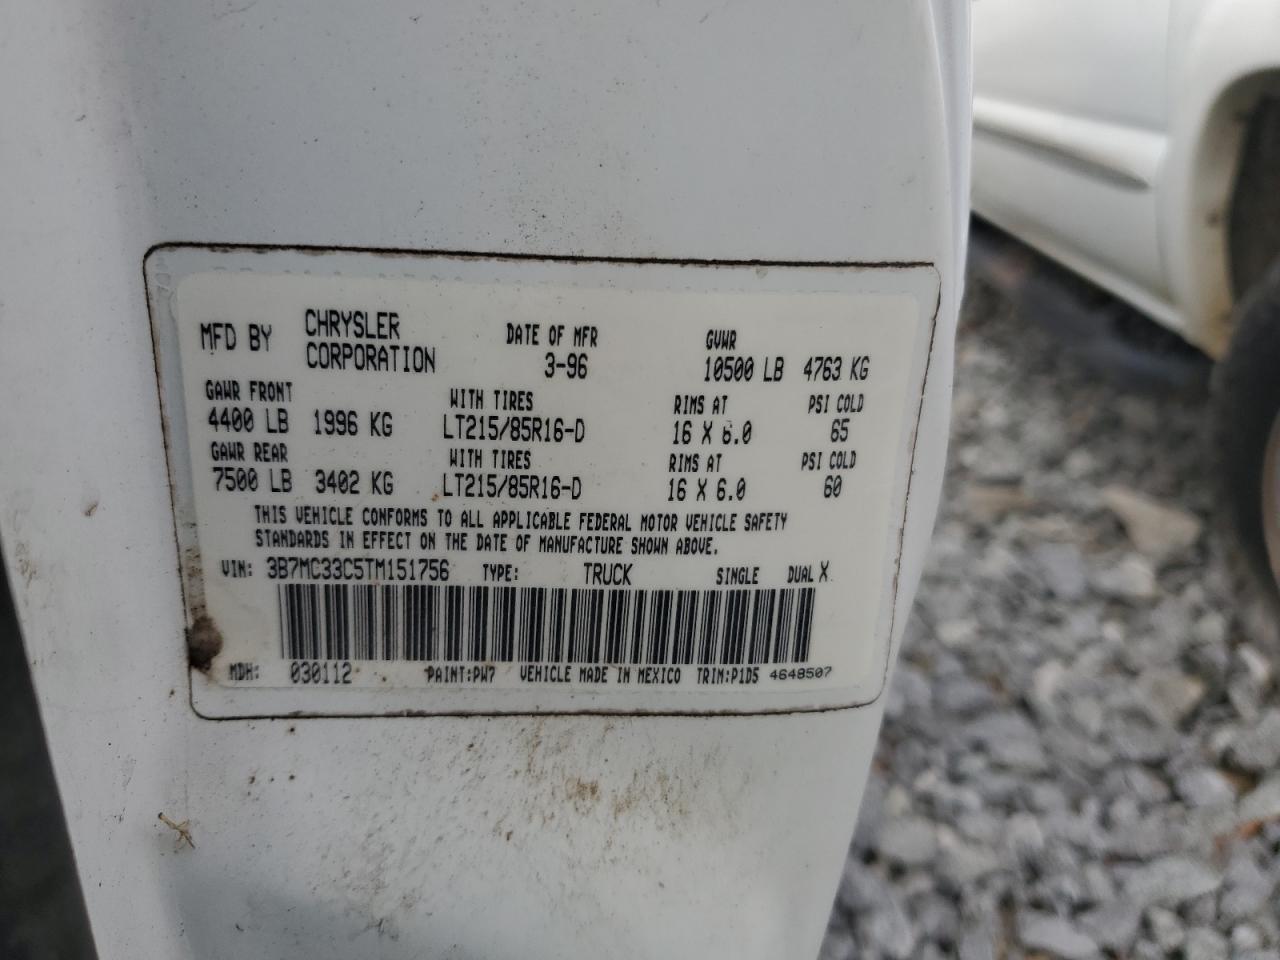 MFD BY CHRYSLER CORPORATION DATE OF MFR 3-96 GVWR 10500 LB 4763 KG
GAWR FRONT WITH TIRES RIMS AT PSI COLD
4400 LB 1996 KG LT215/85R16-D 16 X 6.0 65
GAWR REAR WITH TIRES RIMS AT PSI COLD
7500 LB 3402 KG LT215/85R16-D 16 X 6.0 60
THIS VEHICLE CONFORMS TO ALL APPLICABLE FEDERAL MOTOR VEHICLE SAFETY
STANDARDS IN EFFECT ON THE DATE OF MANUFACTURE SHOWN ABOVE.
VIN: 3B7MC33C5TM151756 TYPE: TRUCK SINGLE DUAL X
MDH: 030112 PAINT:PW7 VEHICLE MADE IN MEXICO TRIM:P1D5 4648507